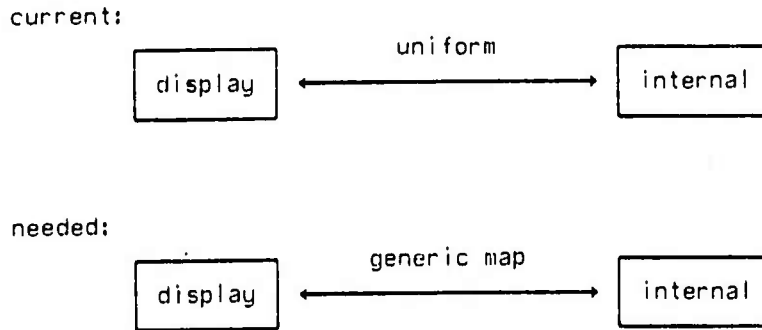 current:
uniform
display
internal
needed:
generic map
display
internal